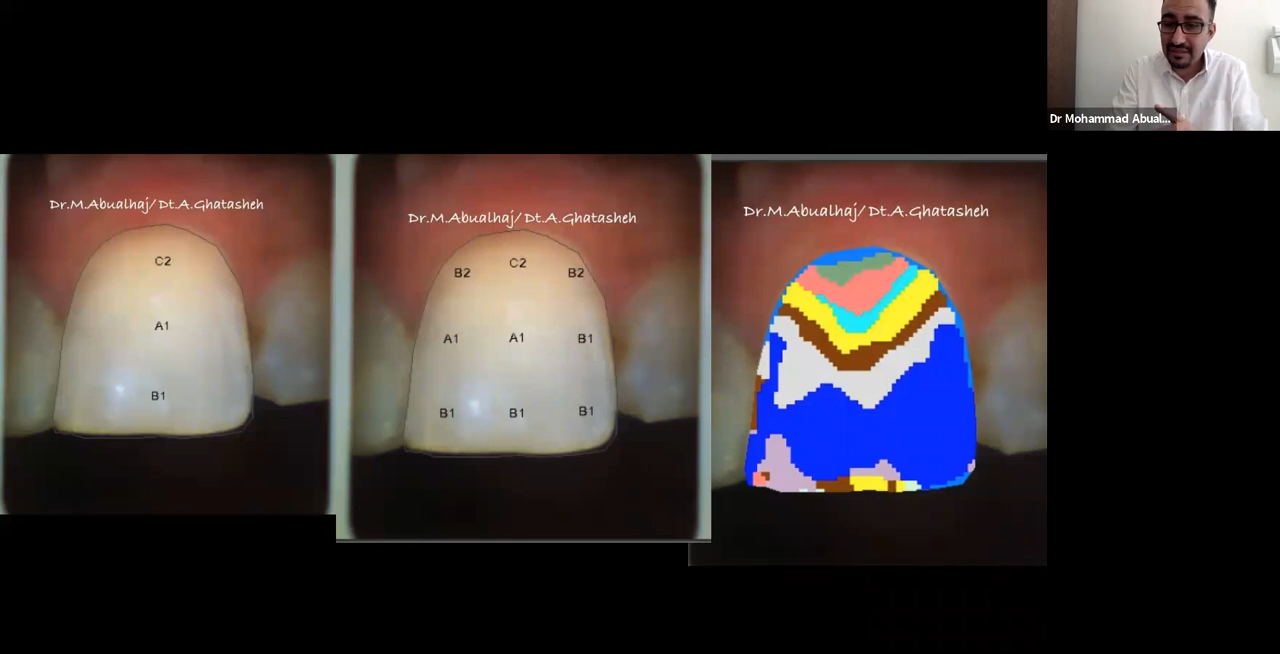 Dr Mohammad Abual...
Dr.M.Abualhaj/Dt.A.Ghatasheh
C2
A1
B1
Dr.M.Abualhaj/Dt.A.Ghatasheh
B2 C2 B2
A1 A1 B1
B1 B1 B1
Dr.M.Abualhaj/Dt.A.Ghatasheh